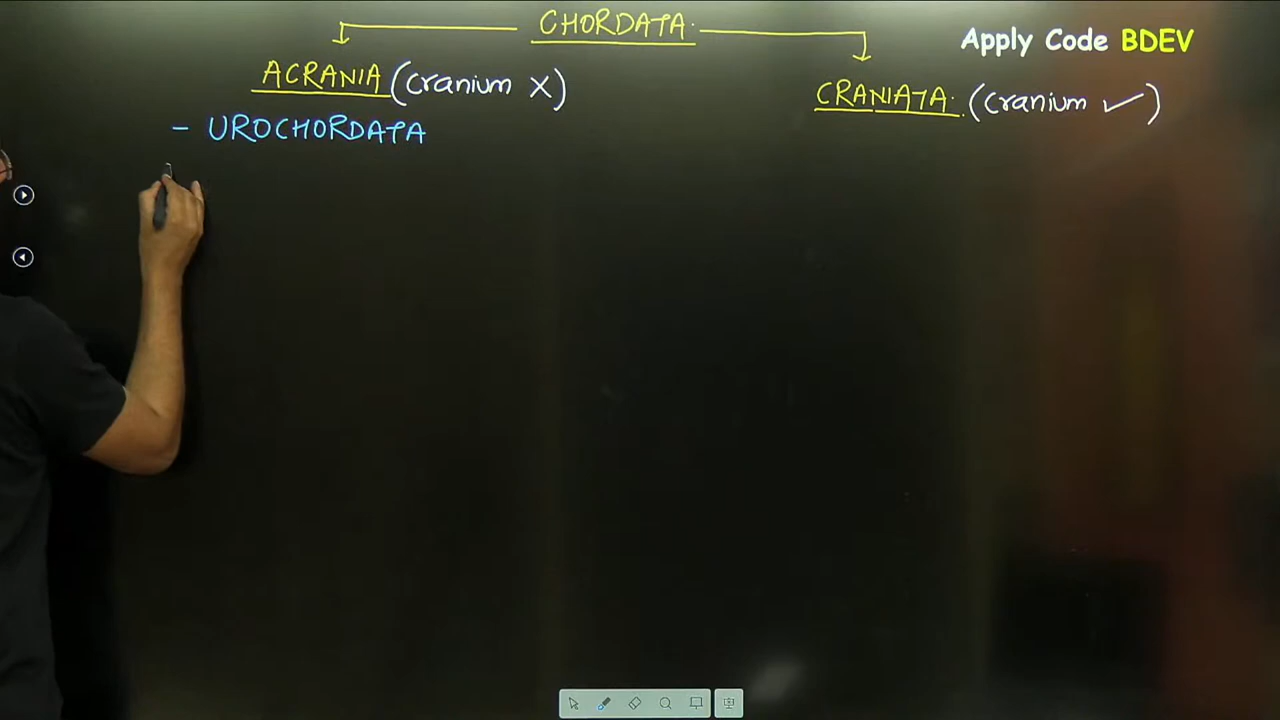 CHORDATA
Apply Code BDEV
ACRANIA (cranium X)
CRANIATA (cranium ✓)
- UROCHORDATA